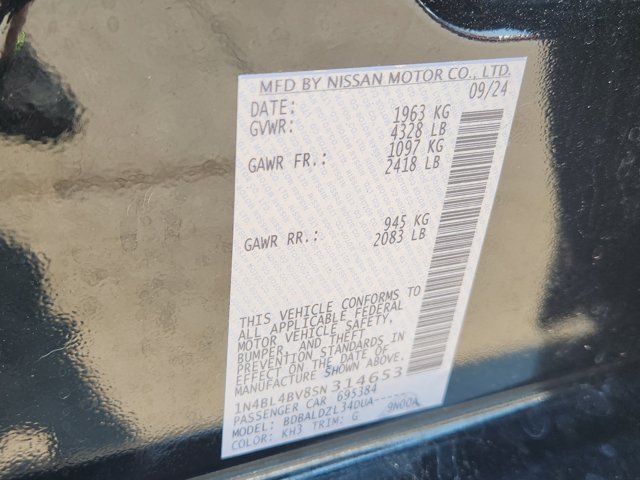 MFD BY NISSAN MOTOR CO., LTD.
DATE: 09/24
GVWR: 1963 KG
4328 LB
GAWR FR.: 1097 KG
2418 LB
GAWR RR.: 945 KG
2083 LB
THIS VEHICLE CONFORMS TO
ALL APPLICABLE FEDERAL
MOTOR VEHICLE SAFETY,
BUMPER, AND THEFT
PREVENTION STANDARDS IN
EFFECT ON THE DATE OF
MANUFACTURE SHOWN ABOVE.
1N4BL4BV8SN314653
PASSENGER CAR 695384
MODEL: BDBALDZL34DUA-----
COLOR: KH3 TRIM: G 9N00A